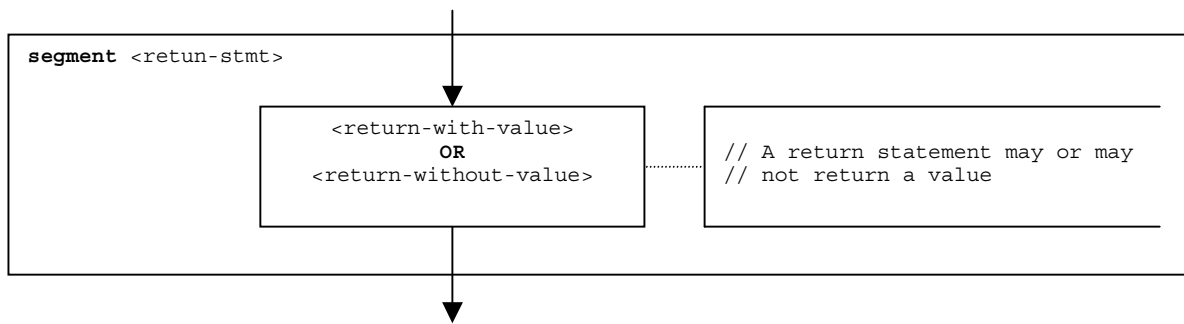 segment <retun-stmt>
<return-with-value>
OR
<return-without-value>
// A return statement may or may
// not return a value